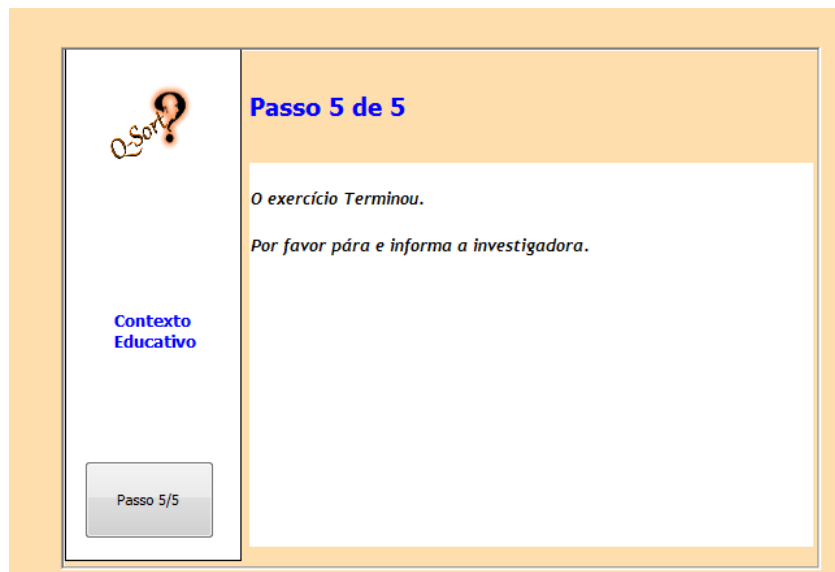 Q-Sort?
Passo 5 de 5
O exercício Terminou.
Por favor pára e informa a investigadora.
Contexto
Educativo
Passo 5/5